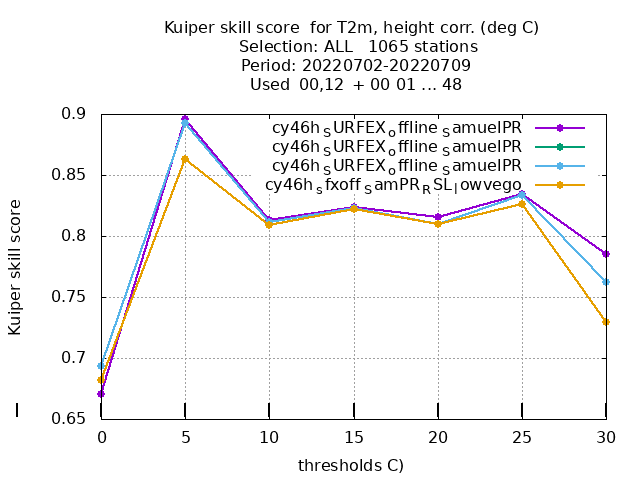 Kuiper skill score  for T2m, height corr. (deg C)
Selection: ALL   1065 stations
Period: 20220702-20220709
Used  00,12  + 00 01 ... 48
cy46h_SURFEX_offline_SamuelPR
cy46h_SURFEX_offline_SamuelPR
cy46h_SURFEX_offline_SamuelPR
cy46h_sfxoff_SamPR_RSL_lowvego
Kuiper skill score
0.9
0.85
0.8
0.75
0.7
0.65
0 5 10 15 20 25 30
thresholds C)